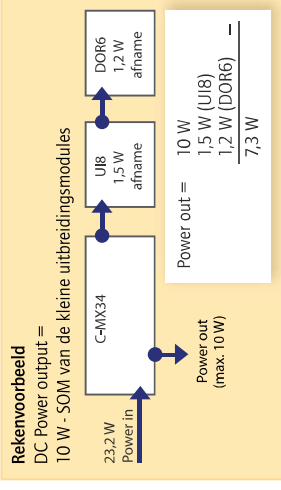 Rekenvoorbeeld
DC Power output =
10 W - SOM van de kleine uitbreidingsmodules
23,2 W
Power in
C-MX34
UI8
1,5 W
afname
DOR6
1,2 W
afname
Power out
(max. 10 W)
Power out = 10 W
1,5 W (UI8)
1,2 W (DOR6) –
7,3 W